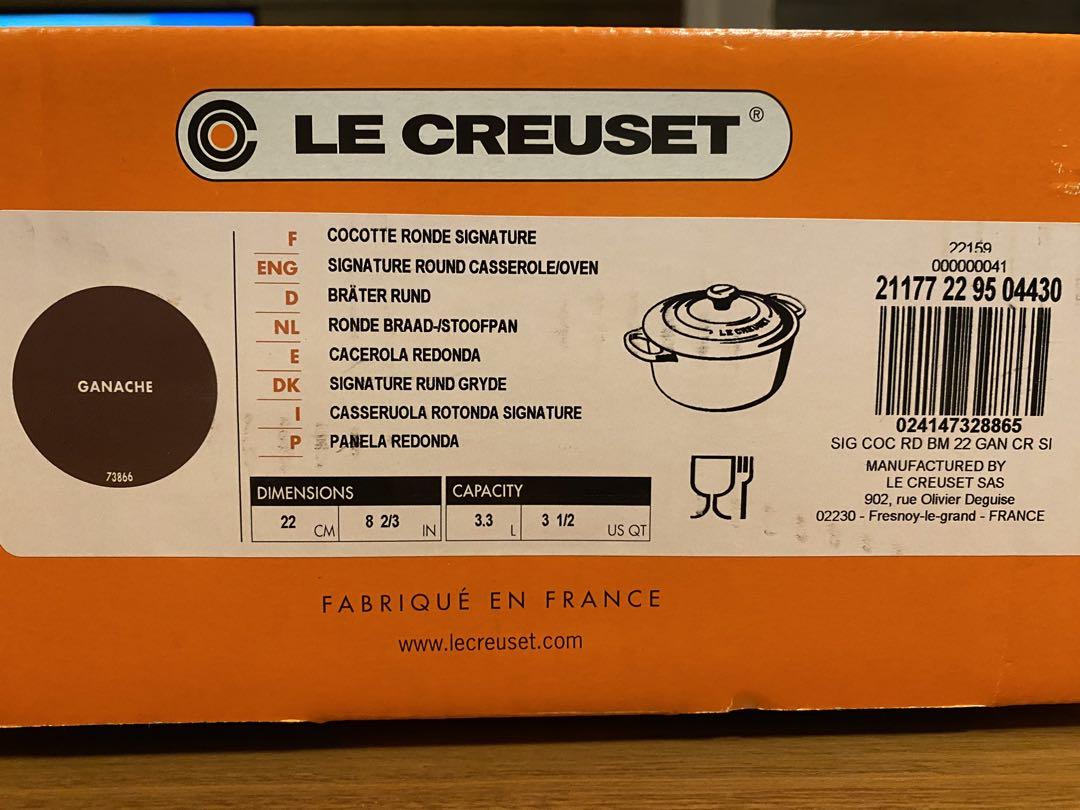 LE CREUSET ®
GANACHE
73866
F COCOTTE RONDE SIGNATURE
ENG SIGNATURE ROUND CASSEROLE/OVEN
D BRÄTER RUND
NL RONDE BRAAD-/STOOFPAN
E CACEROLA REDONDA
DK SIGNATURE RUND GRYDE
I CASSERUOLA ROTONDA SIGNATURE
P PANELA REDONDA
DIMENSIONS
22 CM 8 2/3 IN
CAPACITY
3.3 L 3 1/2 US QT
LE CREUSET
22159
000000041
21177 22 95 04430
024147328865
SIG COC RD BM 22 GAN CR SI
MANUFACTURED BY
LE CREUSET SAS
902, rue Olivier Deguise
02230 - Fresnoy-le-grand - FRANCE
FABRIQUÉ EN FRANCE
www.lecreuset.com